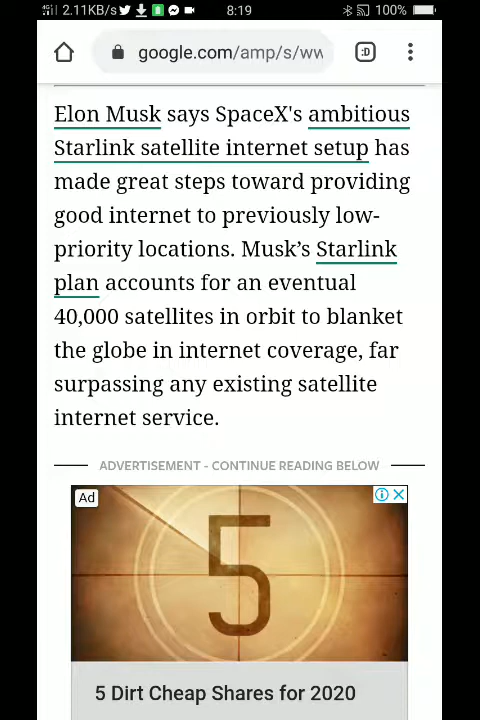 2.11KB/s 8:19 100%
:D
google.com/amp/s/ww
Elon Musk says SpaceX's ambitious
Starlink satellite internet setup has
made great steps toward providing
good internet to previously low-
priority locations. Musk’s Starlink
plan accounts for an eventual
40,000 satellites in orbit to blanket
the globe in internet coverage, far
surpassing any existing satellite
internet service.
ADVERTISEMENT - CONTINUE READING BELOW
Ad
5
5 Dirt Cheap Shares for 2020